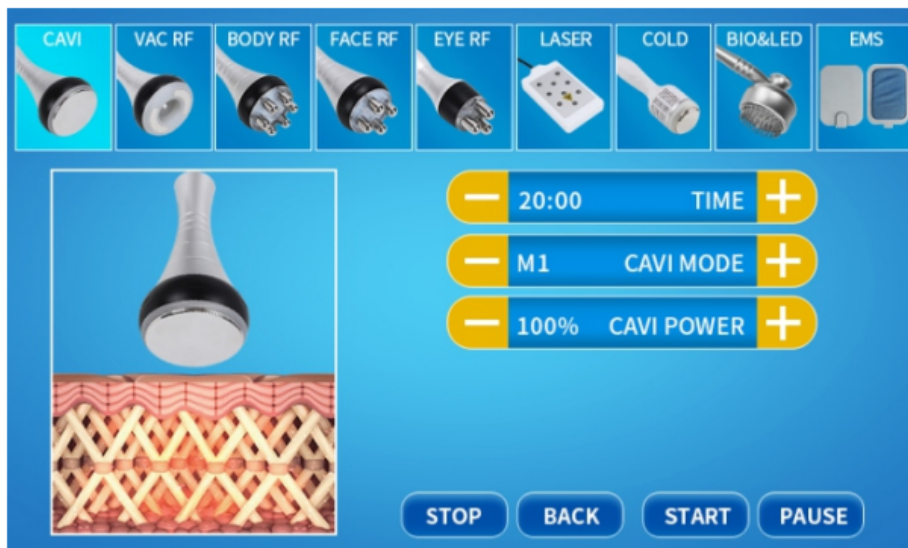 CAVI VAC RF BODY RF FACE RF EYE RF LASER COLD BIO&LED EMS
20:00 TIME
M1 CAVI MODE
100% CAVI POWER
STOP BACK START PAUSE